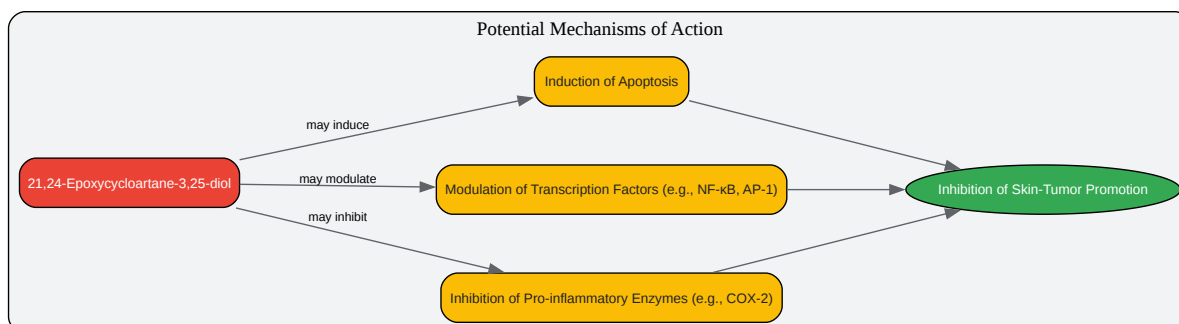 Potential Mechanisms of Action
Induction of Apoptosis
may induce
21,24-Epoxycycloartane-3,25-diol
may modulate
Modulation of Transcription Factors (e.g., NF-κB, AP-1)
Inhibition of Skin-Tumor Promotion
may inhibit
Inhibition of Pro-inflammatory Enzymes (e.g., COX-2)